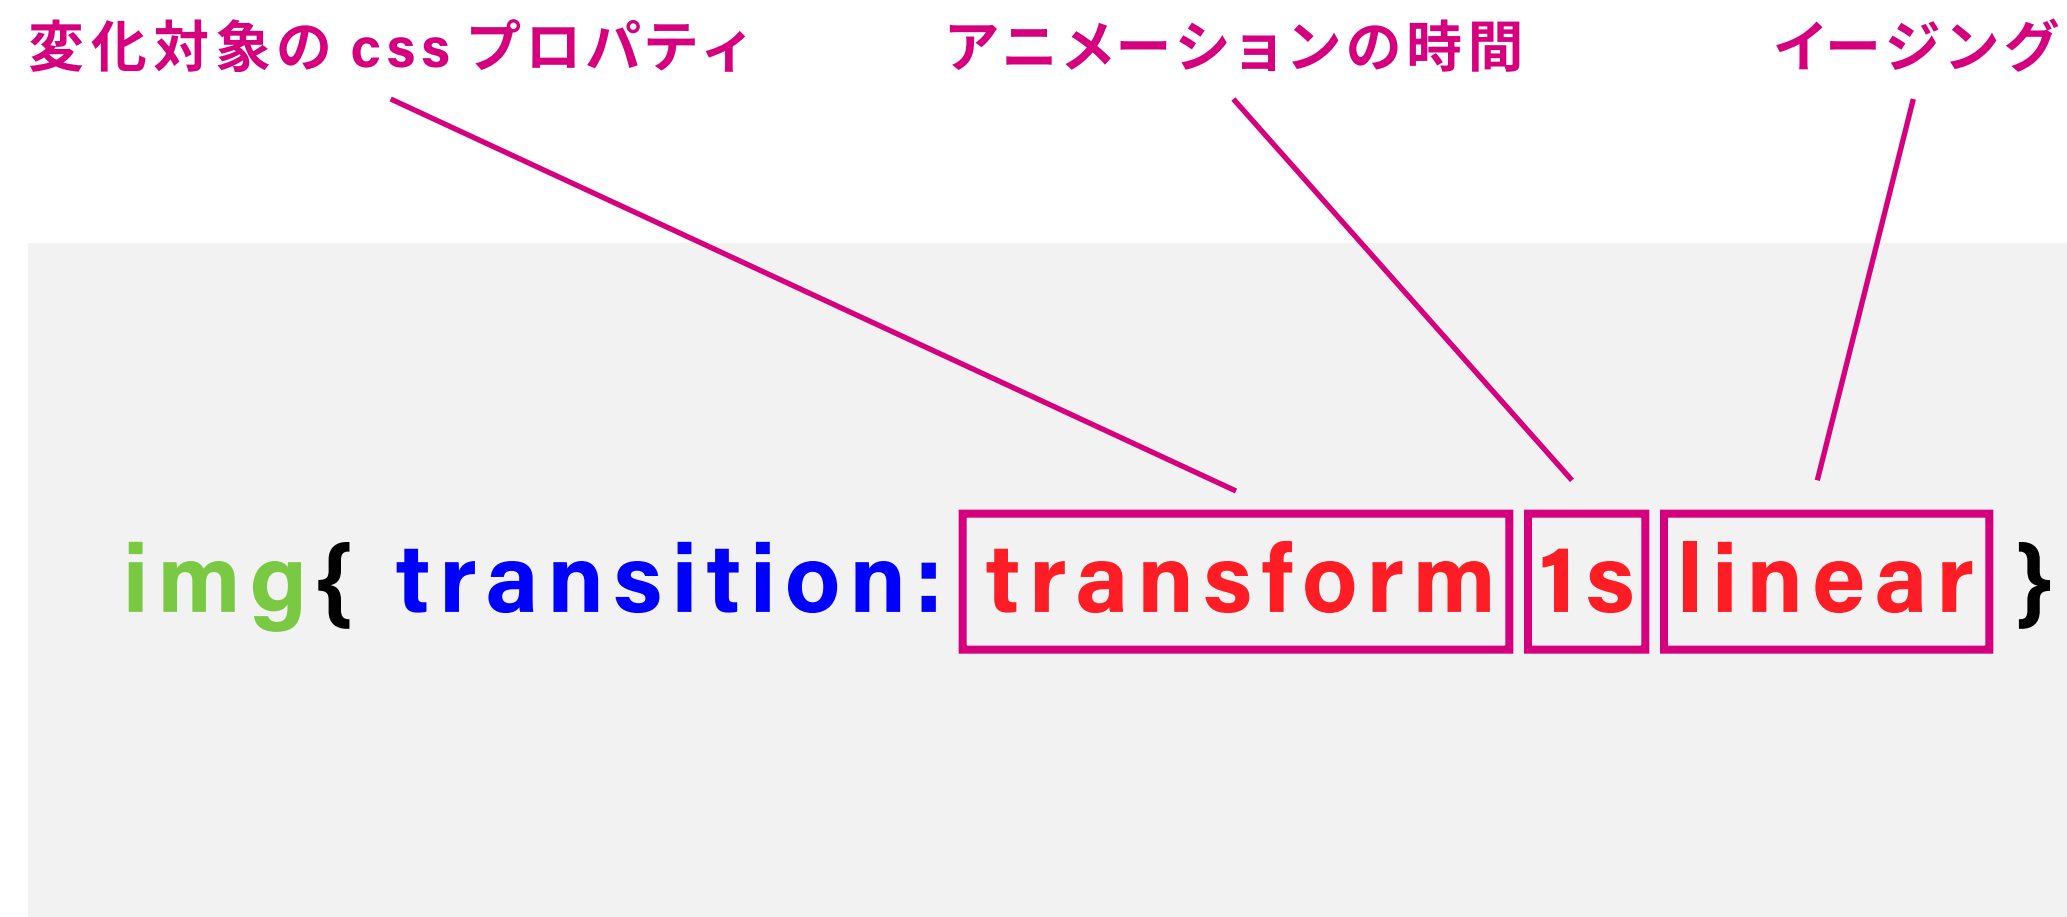 変化対象の css プロパティ
アニメーションの時間
イージング
img{ transition: transform 1s linear }